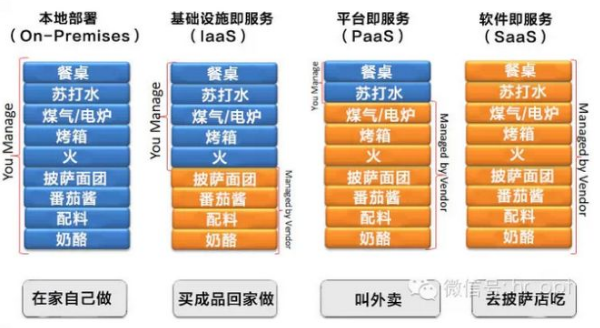 本地部署
（On-Premises）
You Manage
餐桌
苏打水
煤气/电炉
烤箱
火
披萨面团
番茄酱
配料
奶酪
在家自己做
基础设施即服务
（IaaS）
You Manage
餐桌
苏打水
煤气/电炉
烤箱
火
披萨面团
番茄酱
配料
奶酪
Managed by Vendor
买成品回家做
平台即服务
（PaaS）
You Manage
餐桌
苏打水
煤气/电炉
烤箱
火
披萨面团
番茄酱
配料
奶酪
Managed by Vendor
叫外卖
软件即服务
（SaaS）
餐桌
苏打水
煤气/电炉
烤箱
火
披萨面团
番茄酱
配料
奶酪
Managed by Vendor
去披萨店吃
微信号